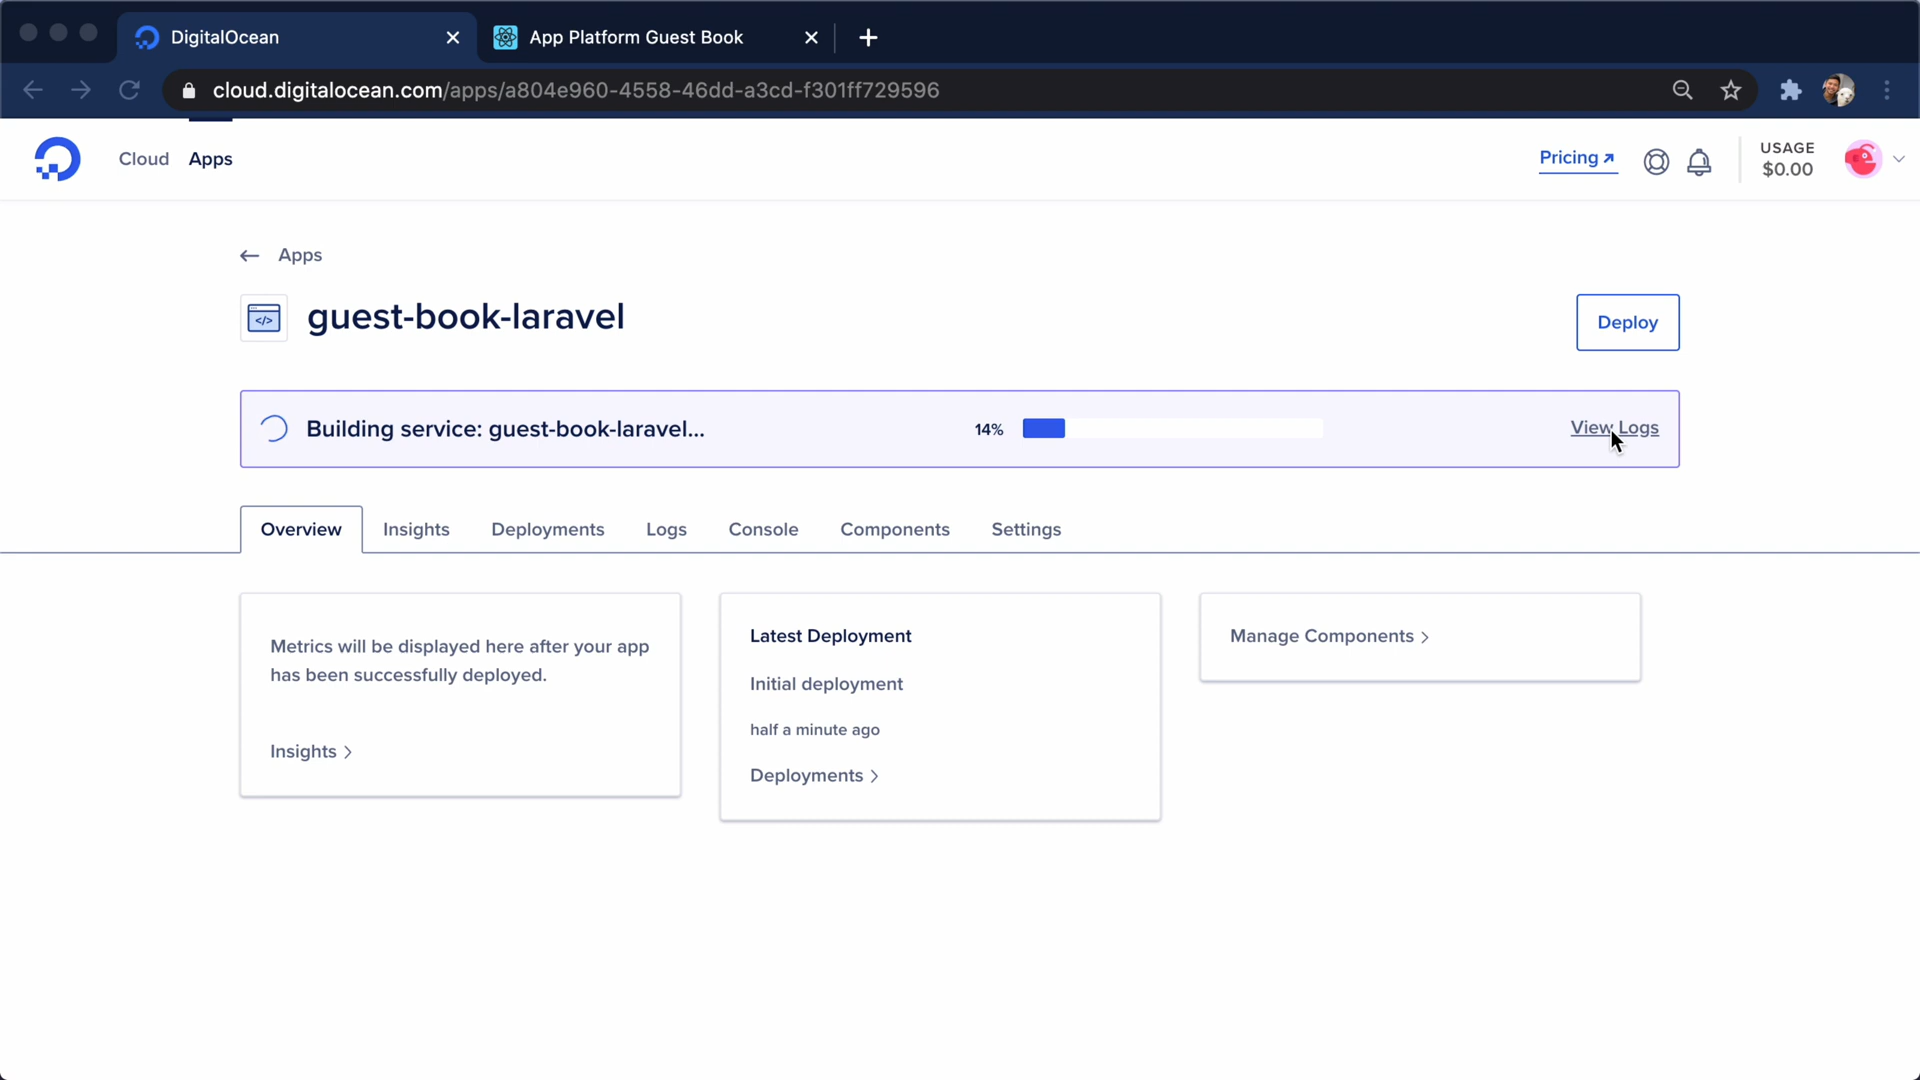 DigitalOcean
App Platform Guest Book
cloud.digitalocean.com/apps/a804e960-4558-46dd-a3cd-f301ff729596
Cloud
Apps
Pricing
USAGE
$0.00
Apps
</>
guest-book-laravel
Deploy
Building service: guest-book-laravel...
14%
View Logs
Overview
Insights
Deployments
Logs
Console
Components
Settings
Metrics will be displayed here after your app
has been successfully deployed.
Insights
Latest Deployment
Initial deployment
half a minute ago
Deployments
Manage Components